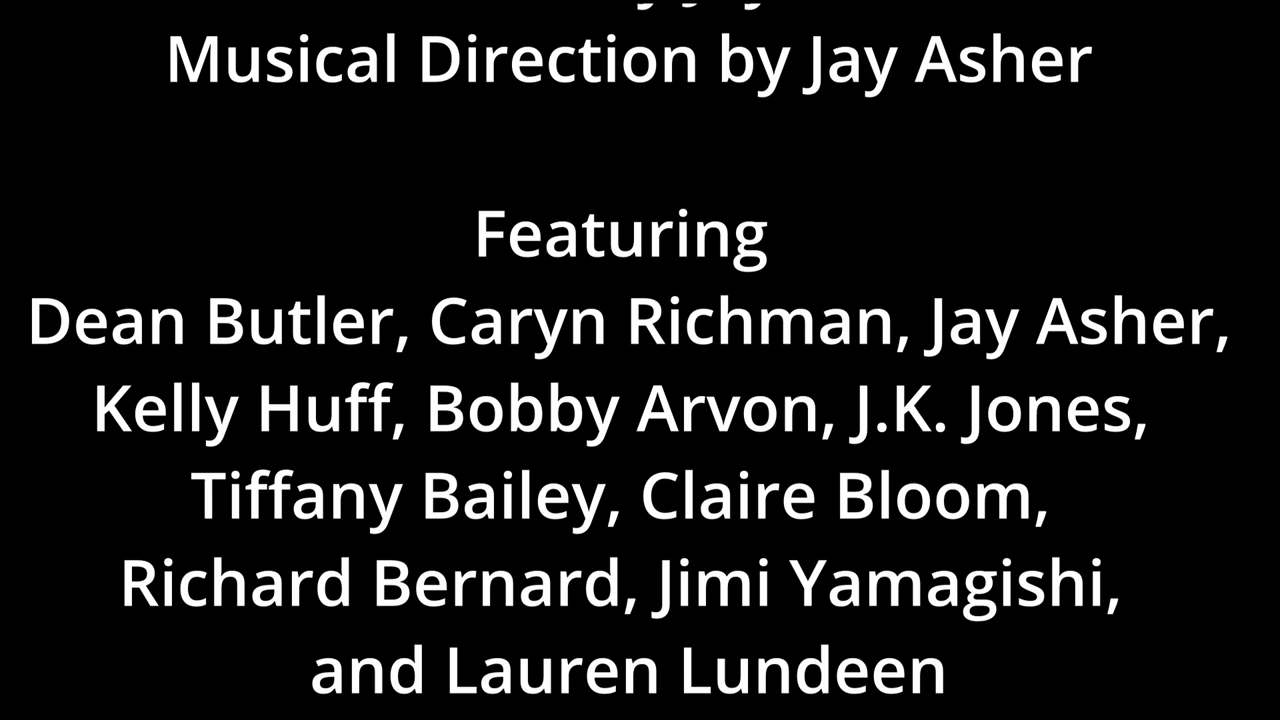 Musical Direction by Jay Asher
Featuring
Dean Butler, Caryn Richman, Jay Asher,
Kelly Huff, Bobby Arvon, J.K. Jones,
Tiffany Bailey, Claire Bloom,
Richard Bernard, Jimi Yamagishi,
and Lauren Lundeen